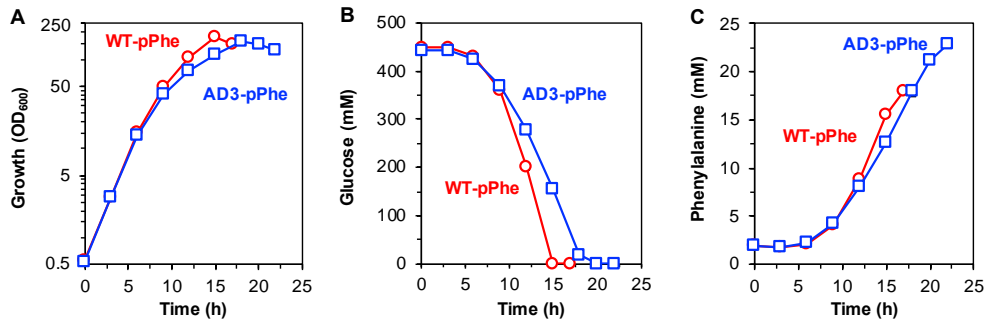 A
Growth (OD600)
250
50
5
0.5
WT-pPhe
AD3-pPhe
0 5 10 15 20 25
Time (h)
B
Glucose (mM)
500
400
300
200
100
0
AD3-pPhe
WT-pPhe
0 5 10 15 20 25
Time (h)
C
Phenylalanine (mM)
25
20
15
10
5
0
AD3-pPhe
WT-pPhe
0 5 10 15 20 25
Time (h)